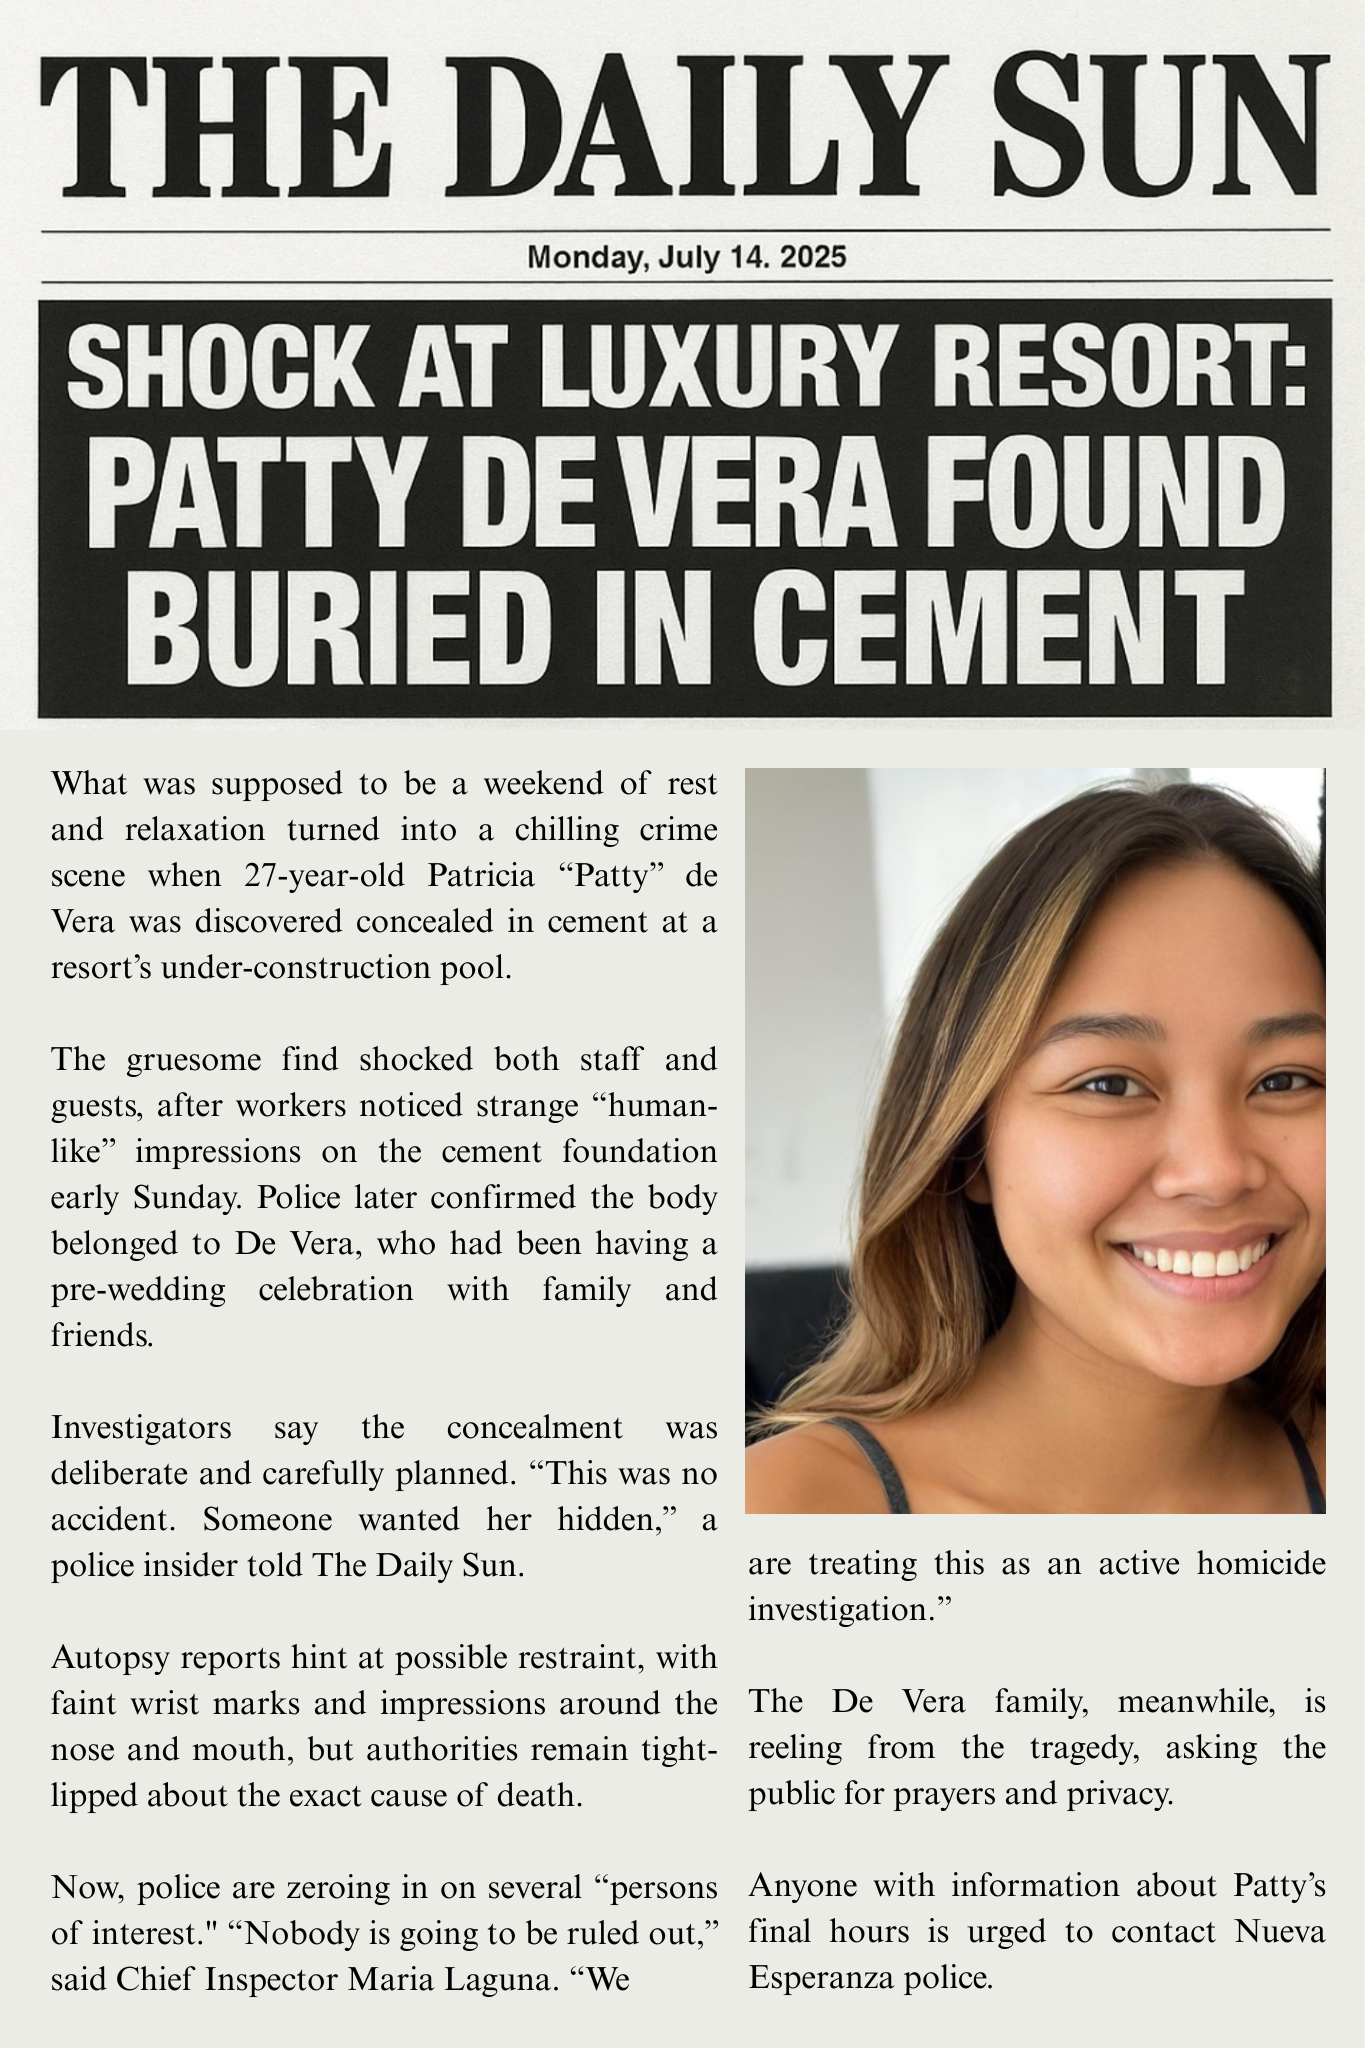 THE DAILY SUN
Monday, July 14. 2025
SHOCK AT LUXURY RESORT:
PATTY DE VERA FOUND
BURIED IN CEMENT
What was supposed to be a weekend of rest
and relaxation turned into a chilling crime
scene when 27-year-old Patricia “Patty” de
Vera was discovered concealed in cement at a
resort’s under-construction pool.
The gruesome find shocked both staff and
guests, after workers noticed strange “human-
like” impressions on the cement foundation
early Sunday. Police later confirmed the body
belonged to De Vera, who had been having a
pre-wedding celebration with family and
friends.
Investigators say the concealment was
deliberate and carefully planned. “This was no
accident. Someone wanted her hidden,” a
police insider told The Daily Sun.
Autopsy reports hint at possible restraint, with
faint wrist marks and impressions around the
nose and mouth, but authorities remain tight-
lipped about the exact cause of death.
Now, police are zeroing in on several “persons
of interest." “Nobody is going to be ruled out,”
said Chief Inspector Maria Laguna. “We
are treating this as an active homicide
investigation.”
The De Vera family, meanwhile, is
reeling from the tragedy, asking the
public for prayers and privacy.
Anyone with information about Patty’s
final hours is urged to contact Nueva
Esperanza police.